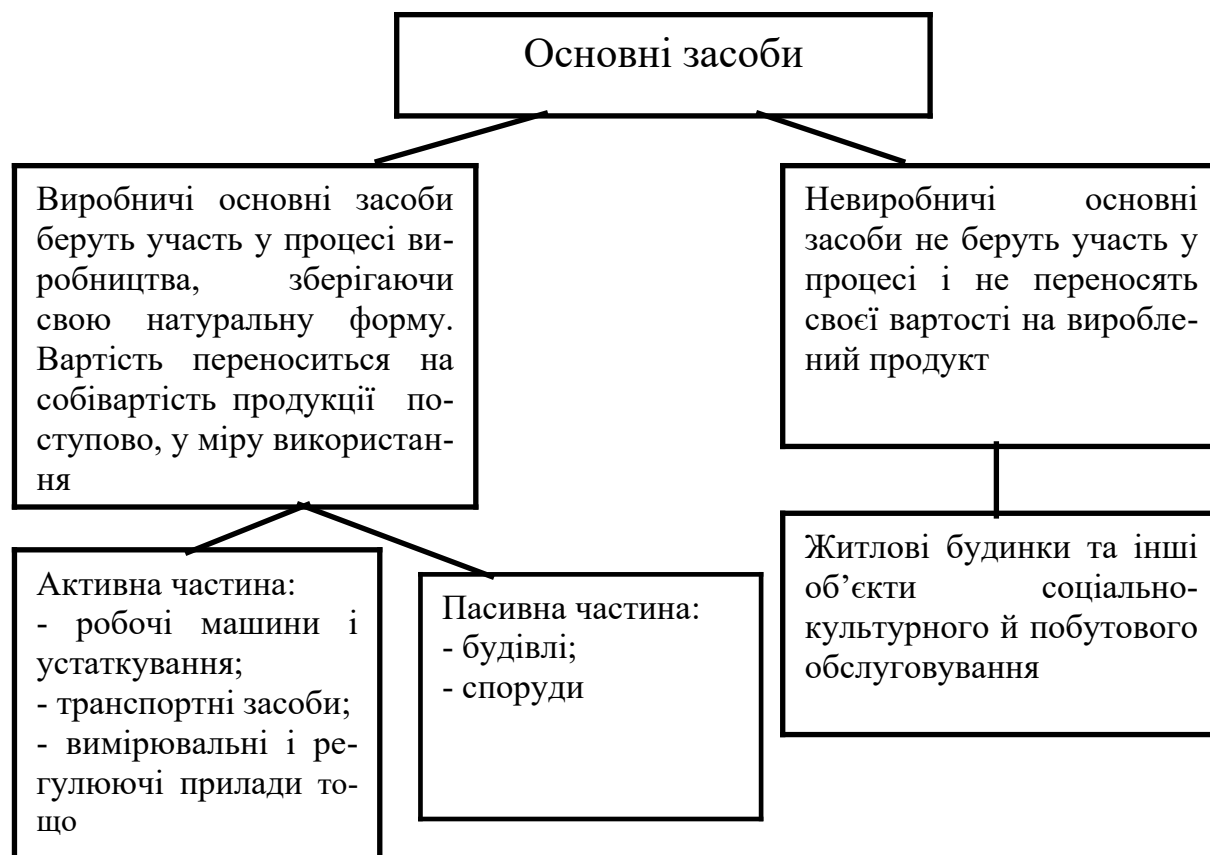 Основні засоби
Виробничі основні засоби
беруть участь у процесі ви-
робництва, зберігаючи
свою натуральну форму.
Вартість переноситься на
собівартість продукції по-
ступово, у міру використан-
ня
Невиробничі основні
засоби не беруть участь у
процесі і не переносять
своєї вартості на виробле-
ний продукт
Активна частина:
- робочі машини і
устаткування;
- транспортні засоби;
- вимірювальні і ре-
гулюючі прилади то-
що
Пасивна частина:
- будівлі;
- споруди
Житлові будинки та інші
об’єкти соціально-
культурного й побутового
обслуговування